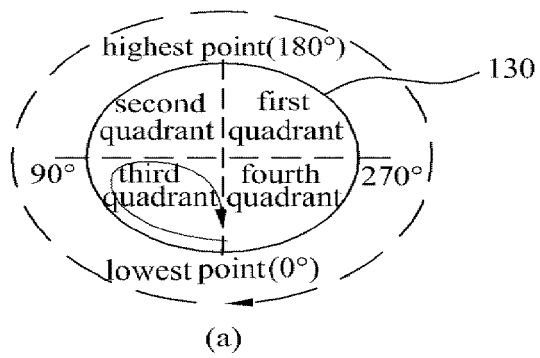 highest point(180°)
130
second first
quadrant quadrant
90° third fourth 270°
quadrant quadrant
lowest point(0°)
(a)